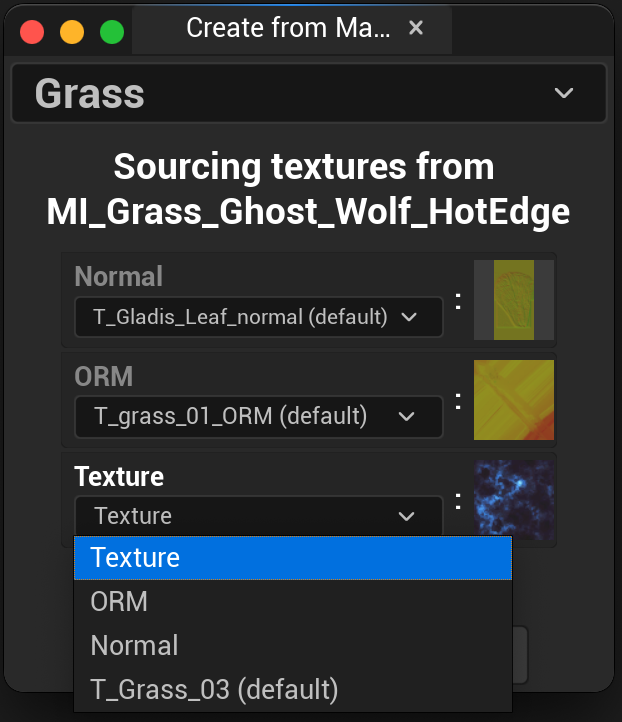 Create from Ma...
Grass
Sourcing textures from
MI_Grass_Ghost_Wolf_HotEdge
Normal
T_Gladis_Leaf_normal (default)
:
ORM
T_grass_01_ORM (default)
:
Texture
Texture
:
Texture
ORM
Normal
T_Grass_03 (default)